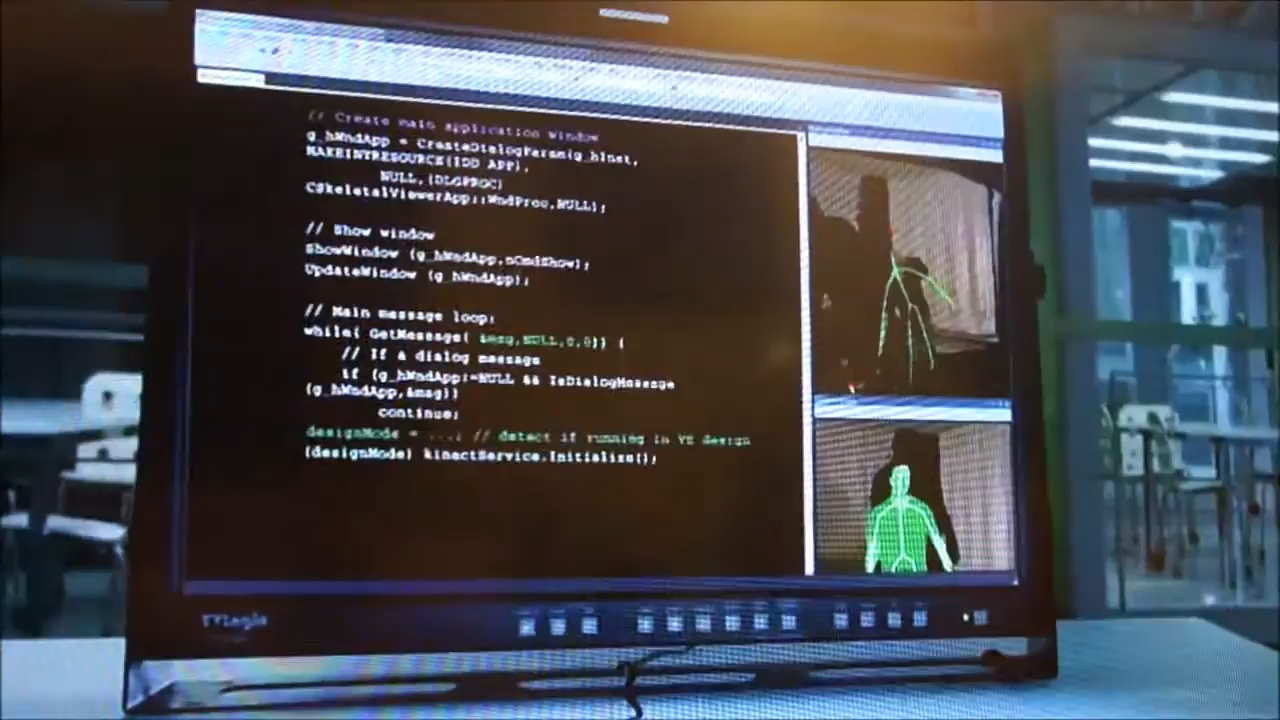 // Create main application window
g_hWndApp = CreateDialogParam(g_hInst,
MAKEINTRESOURCE(IDD_APP),
NULL,(DLGPROC)
CSkeletalViewerApp::WndProc,NULL);
// Show window
ShowWindow (g_hWndApp,nCmdShow);
UpdateWindow (g_hWndApp);
// Main message loop:
while( GetMessage( &msg,NULL,0,0)) {
// If a dialog message
if (g_hWndApp!=NULL && IsDialogMessage
(g_hWndApp,&msg))
continue;
designMode = ...; // detect if running in VS design
(designMode) kinectService.Initialize();
TVlogic